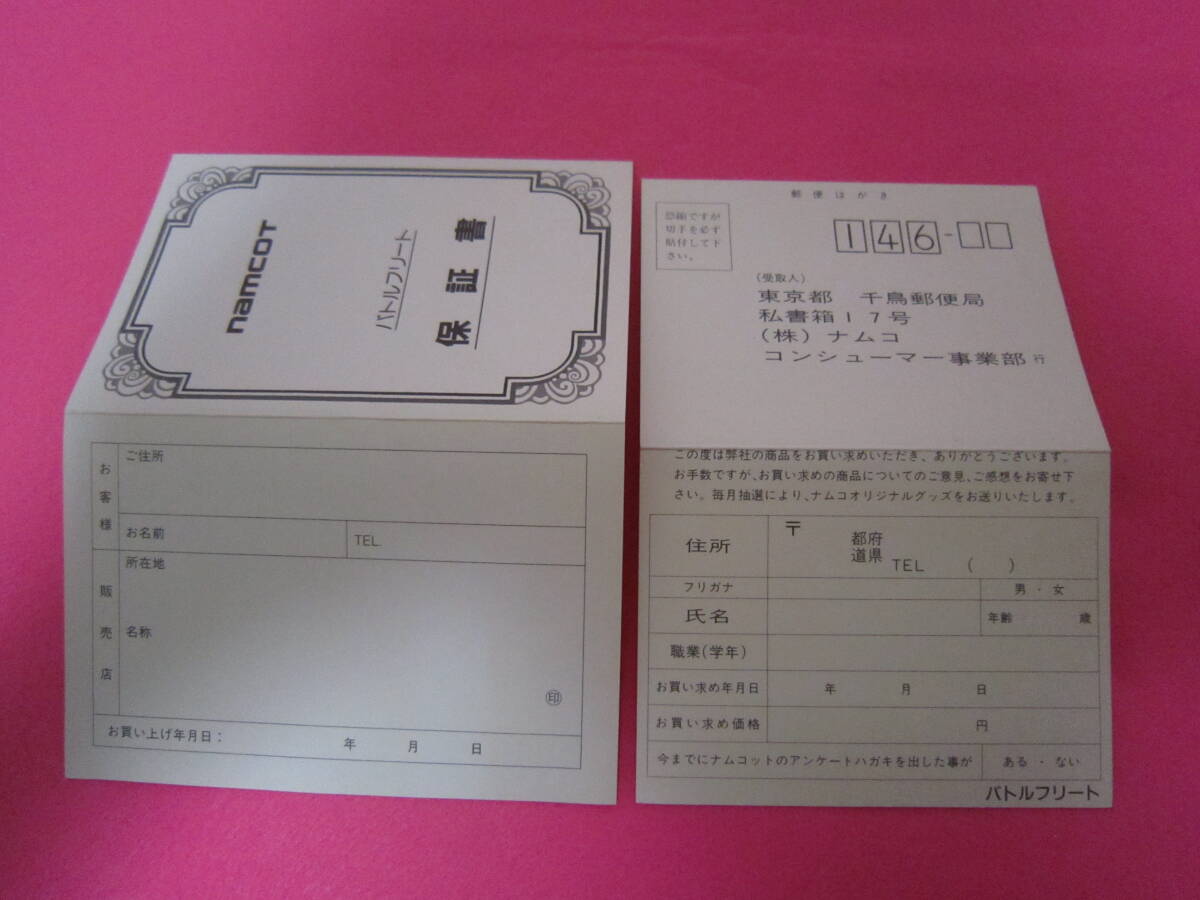 namcot
バトルフリート
保証書
お客様
ご住所
お名前
TEL
販売店
所在地
名称
印
お買い上げ年月日： 年 月 日
郵便はがき
恐縮ですが
切手を必ず
貼付して下
さい。
146-
(受取人)
東京都 千鳥郵便局
私書箱17号
(株)ナムコ
コンシューマー事業部 行
この度は弊社の商品をお買い求めいただき、ありがとうございます。
お手数ですが、お買い求めの商品についてのご意見、ご感想をお寄せ下
さい。毎月抽選により、ナムコオリジナルグッズをお送りいたします。
住所
〒
都府
道県
TEL ( )
フリガナ
男・女
氏名
年齢 歳
職業(学年)
お買い求め年月日 年 月 日
お買い求め価格 円
今までにナムコットのアンケートハガキを出した事が ある・ない
バトルフリート